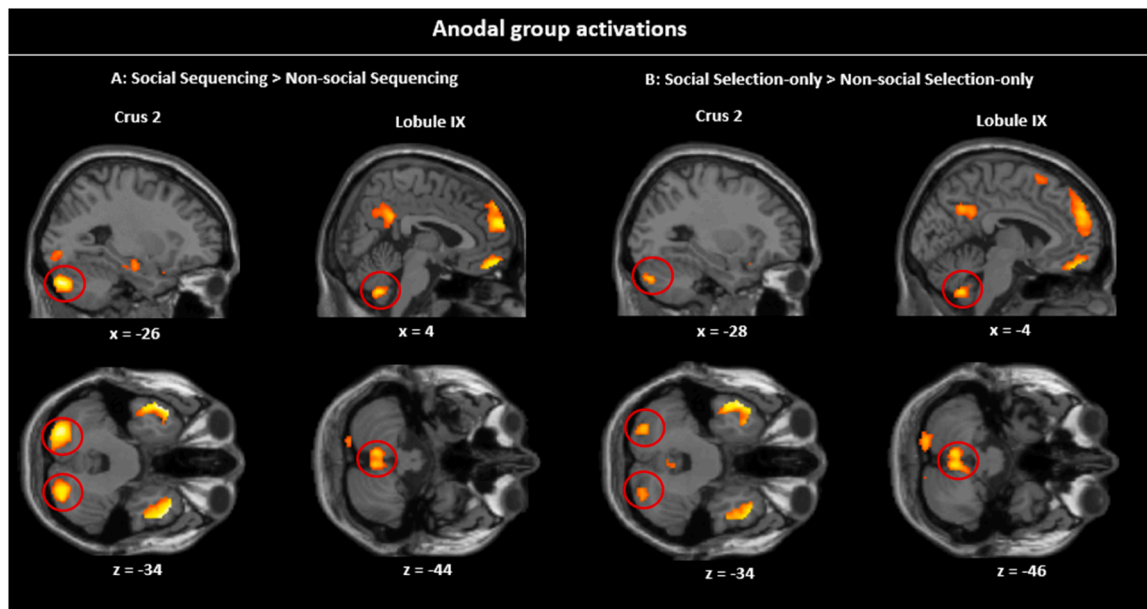 Anodal group activations
A: Social Sequencing > Non-social Sequencing
Crus 2
Lobule IX
x = -26
x = 4
z = -34
z = -44
B: Social Selection-only > Non-social Selection-only
Crus 2
Lobule IX
x = -28
x = -4
z = -34
z = -46